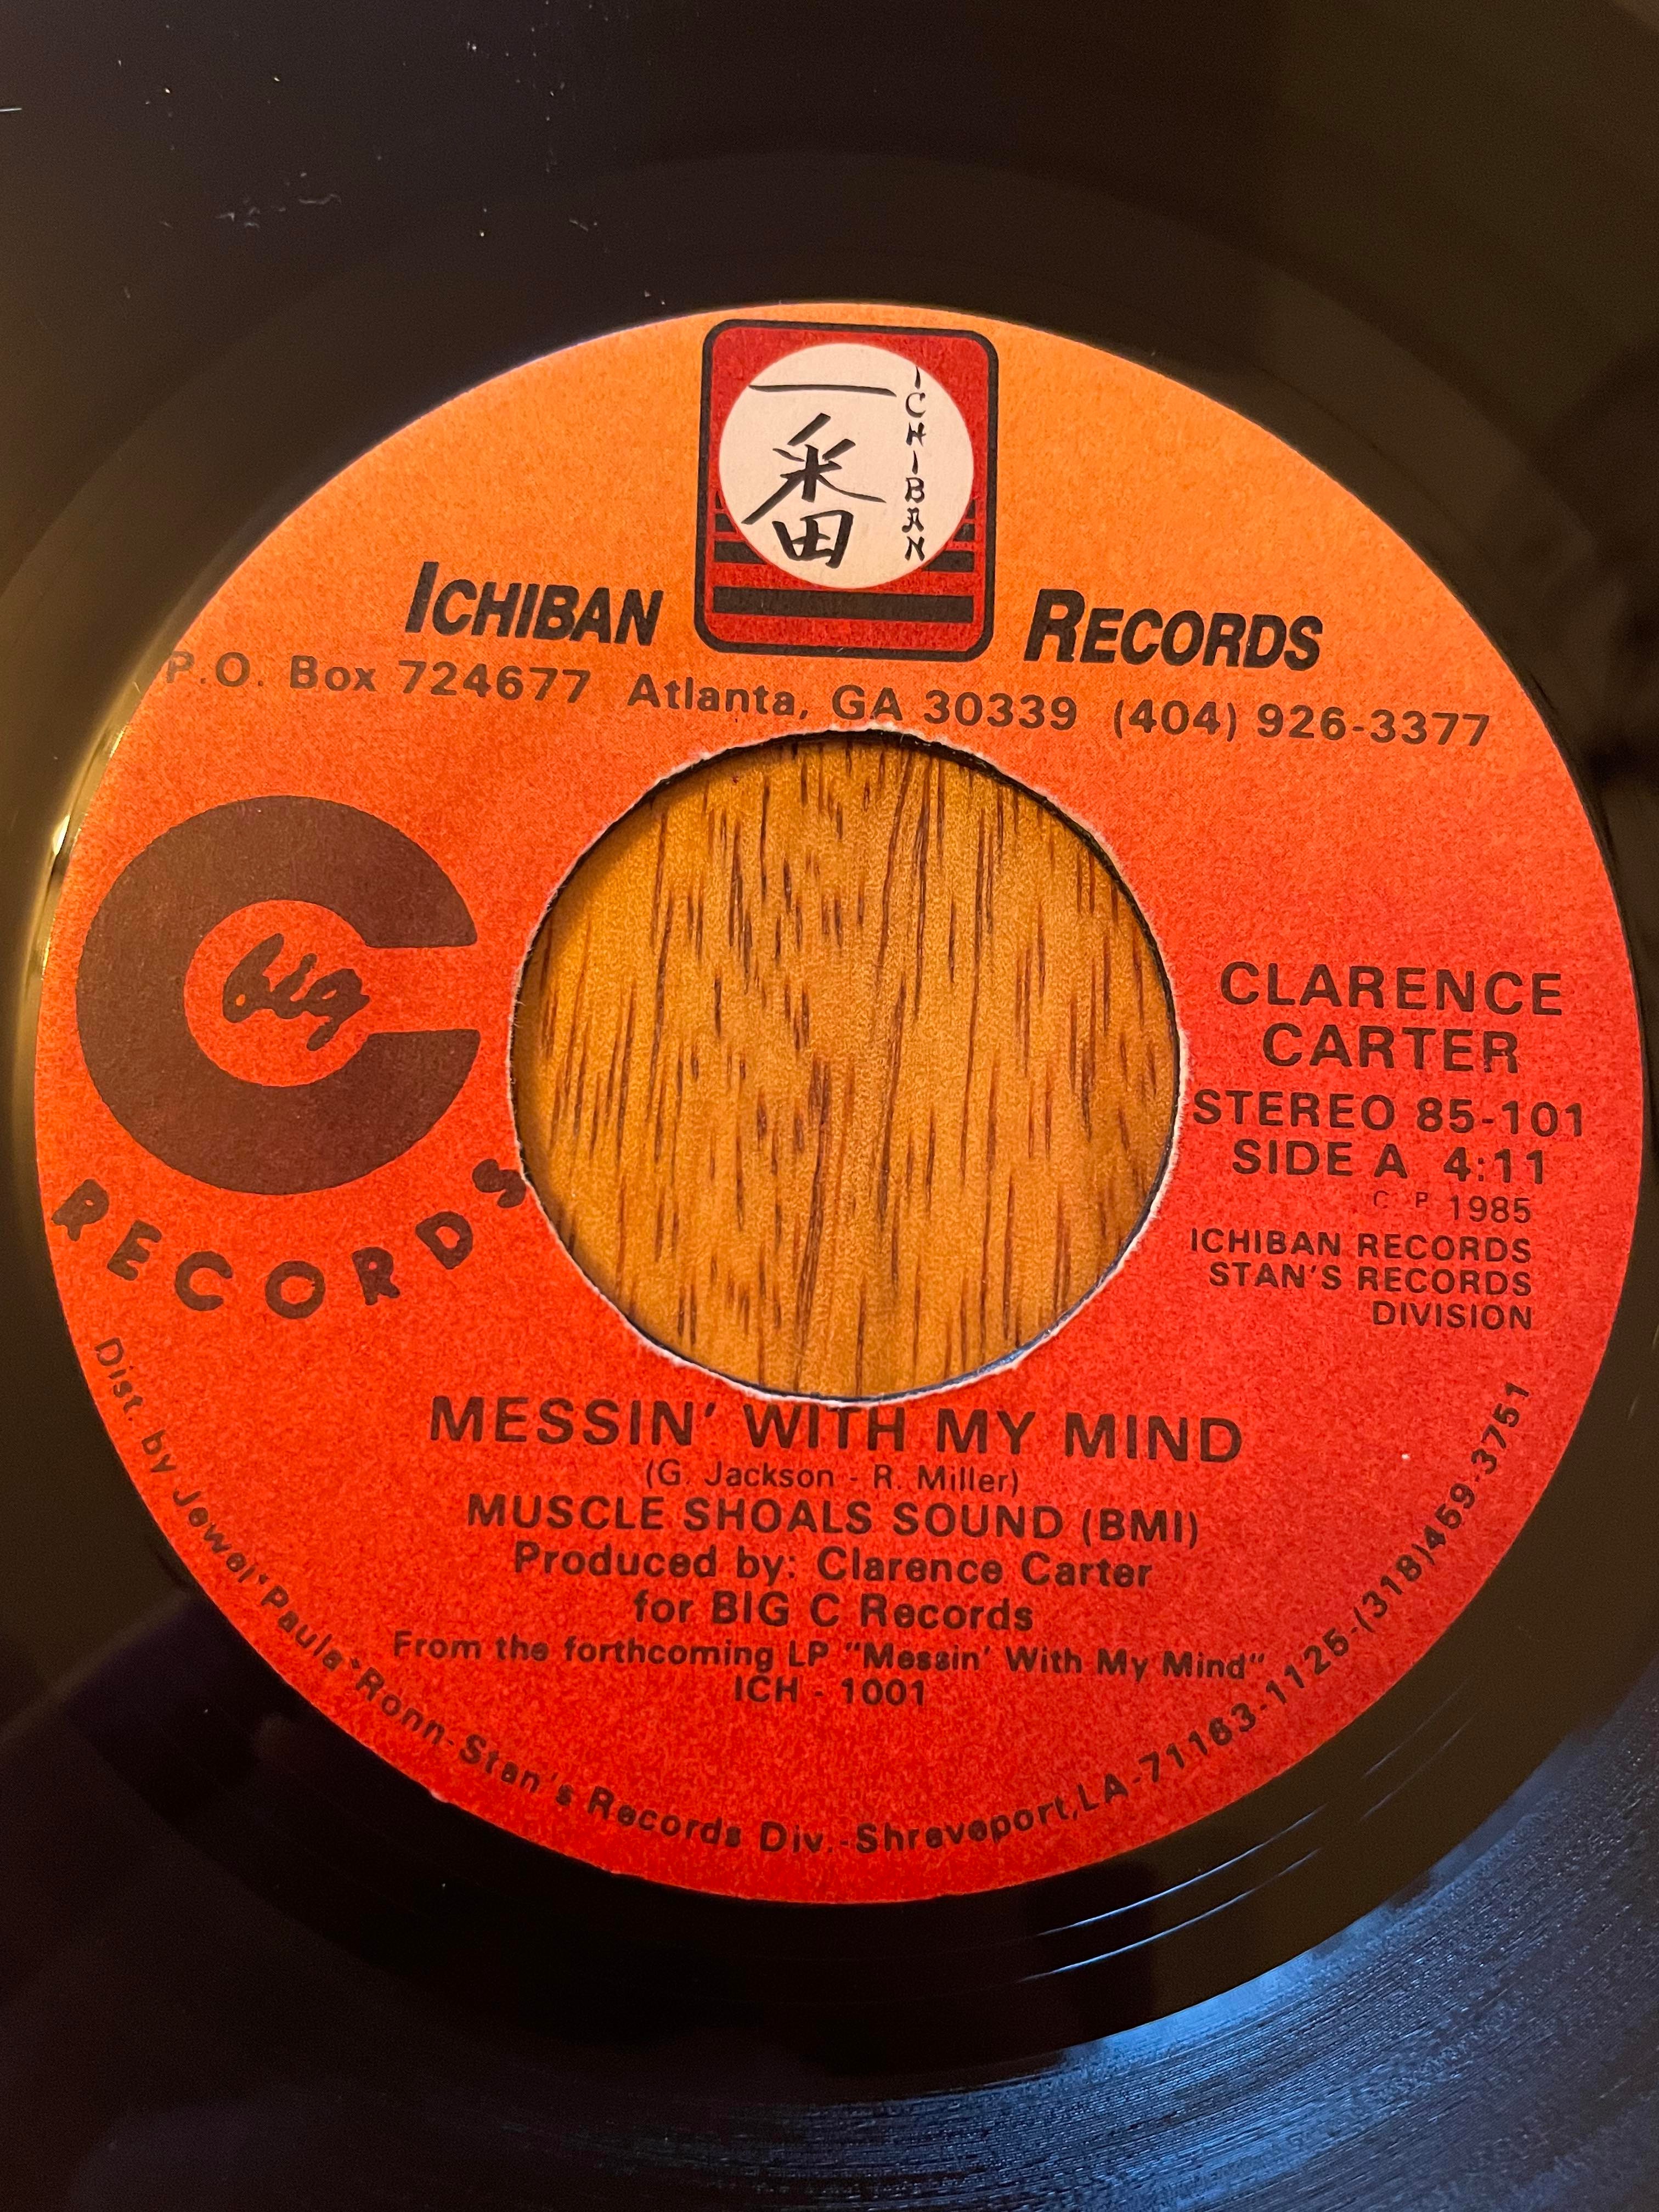 一番
ICHIBAN
ICHIBAN RECORDS
P.O. Box 724677 Atlanta, GA 30339 (404) 926-3377
big
RECORDS
CLARENCE
CARTER
STEREO 85-101
SIDE A 4:11
C P 1985
ICHIBAN RECORDS
STAN'S RECORDS
DIVISION
MESSIN' WITH MY MIND
(G. Jackson - R. Miller)
MUSCLE SHOALS SOUND (BMI)
Produced by: Clarence Carter
for BIG C Records
From the forthcoming LP "Messin' With My Mind"
ICH - 1001
Dist. by Jewel*Paula*Ronn-Stan's Records Div.-Shreveport,LA-71163-1125-(318)459-3751